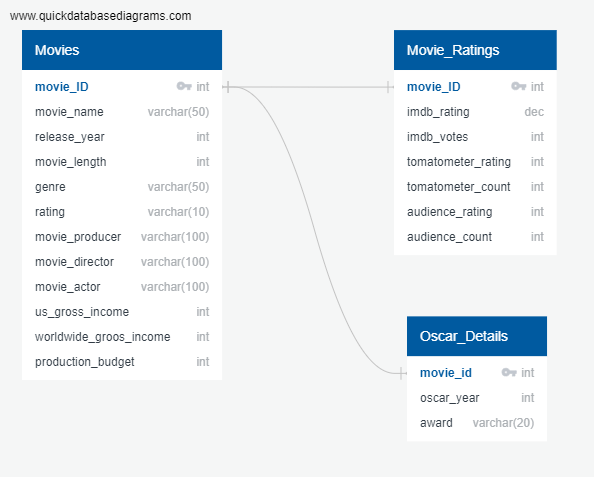 www.quickdatabasediagrams.com
Movies
movie_ID int
movie_name varchar(50)
release_year int
movie_length int
genre varchar(50)
rating varchar(10)
movie_producer varchar(100)
movie_director varchar(100)
movie_actor varchar(100)
us_gross_income int
worldwide_groos_income int
production_budget int
Movie_Ratings
movie_ID int
imdb_rating dec
imdb_votes int
tomatometer_rating int
tomatometer_count int
audience_rating int
audience_count int
Oscar_Details
movie_id int
oscar_year int
award varchar(20)